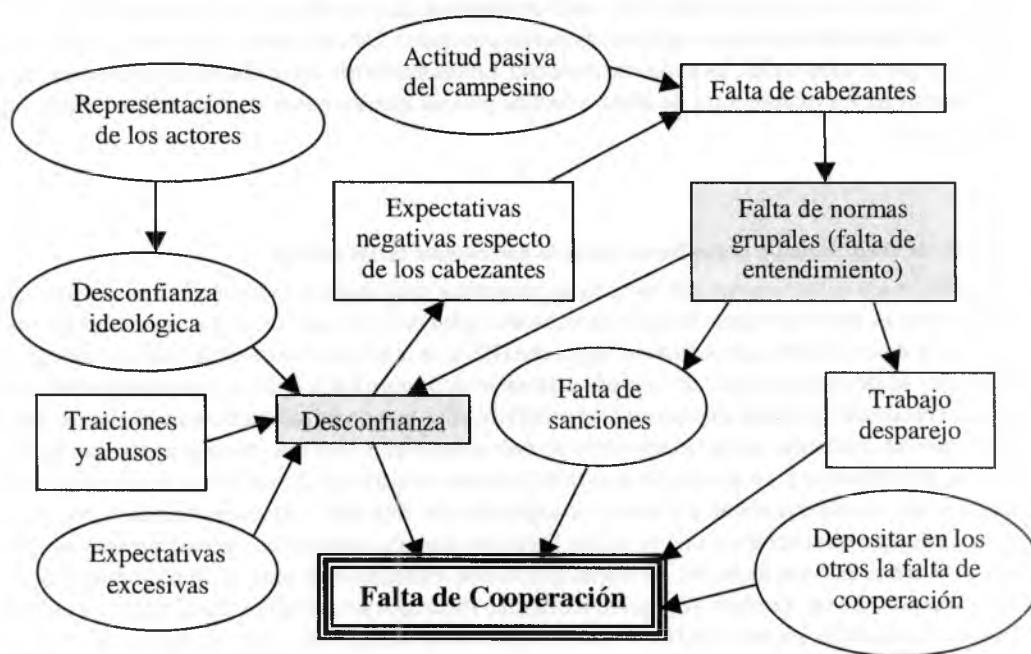 Actitud pasiva
del campesino
Falta de cabezantes
Representaciones
de los actores
Expectativas
negativas respecto
de los cabezantes
Falta de normas
grupales (falta de
entendimiento)
Desconfianza
ideológica
Traiciones
y abusos
Desconfianza
Falta de
sanciones
Trabajo
desparejo
Expectativas
excesivas
Falta de Cooperación
Depositar en los
otros la falta de
cooperación